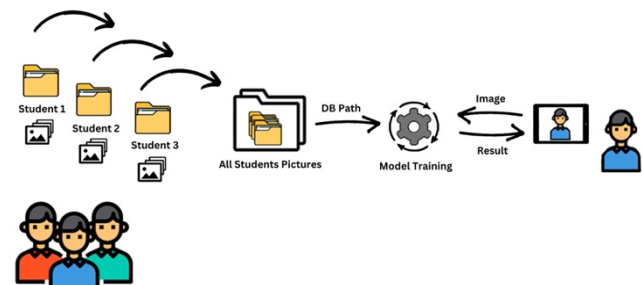 Student 1
Student 2
Student 3
All Students Pictures
DB Path
Model Training
Image
Result